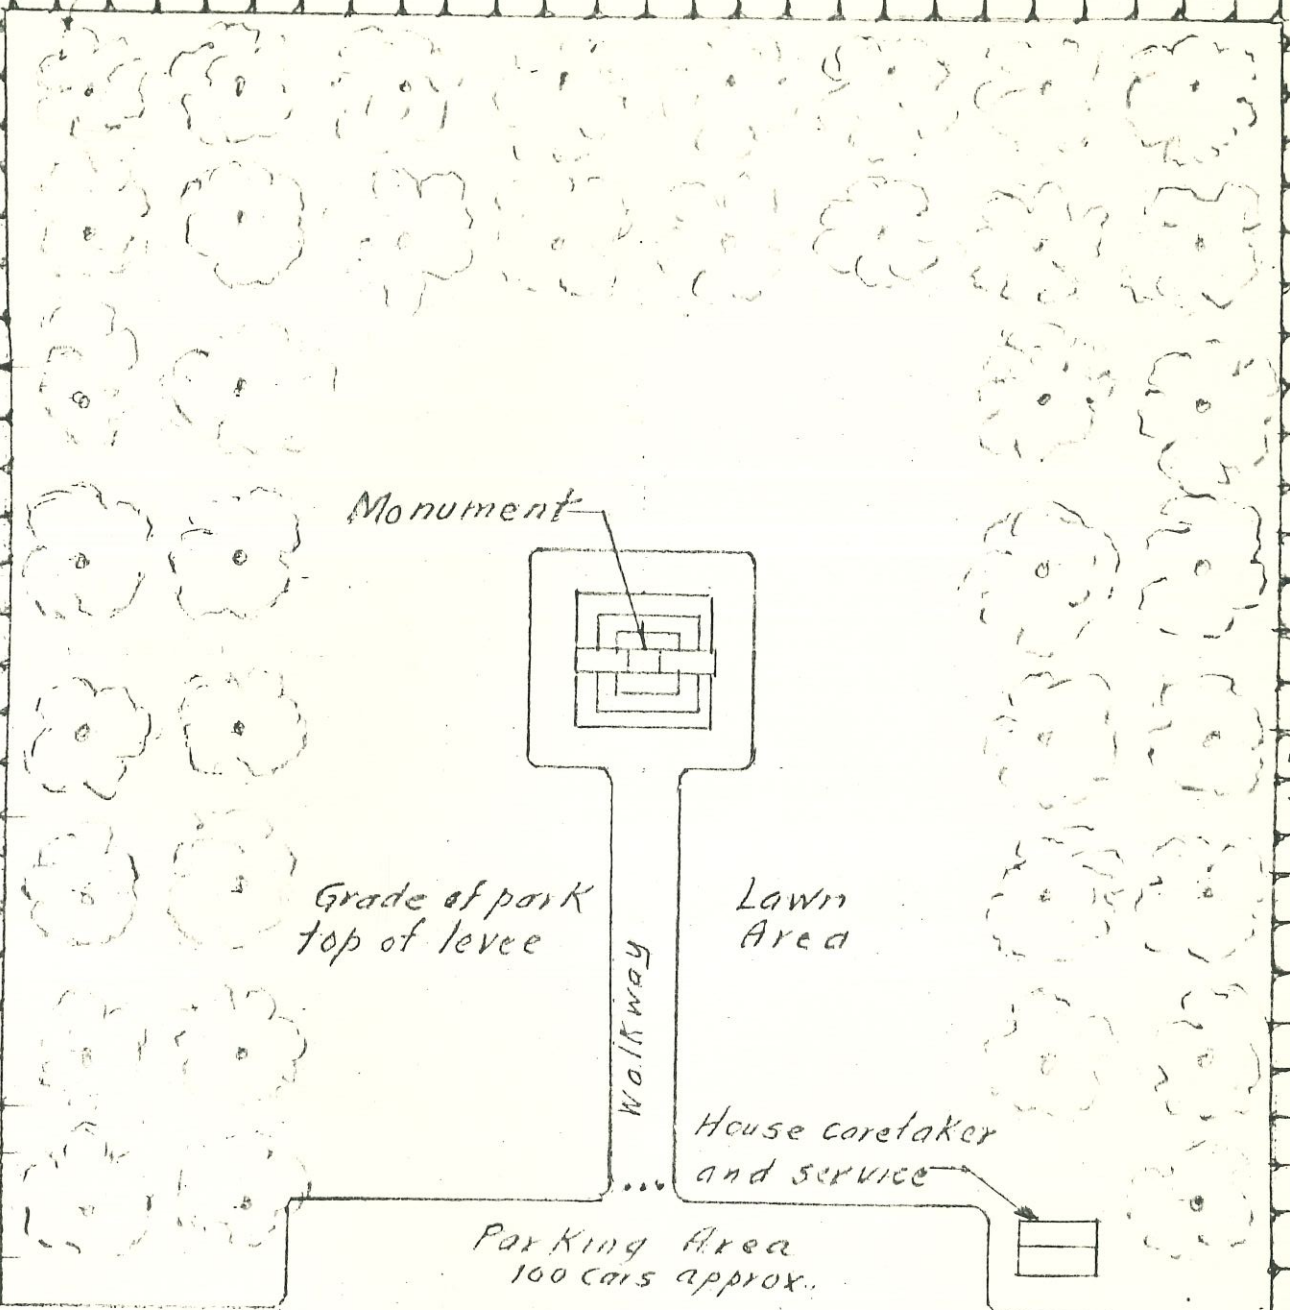 Monument
Grade of park
top of levee
Lawn
Area
Walkway
House caretaker
and service
Parking Area
100 cars approx.